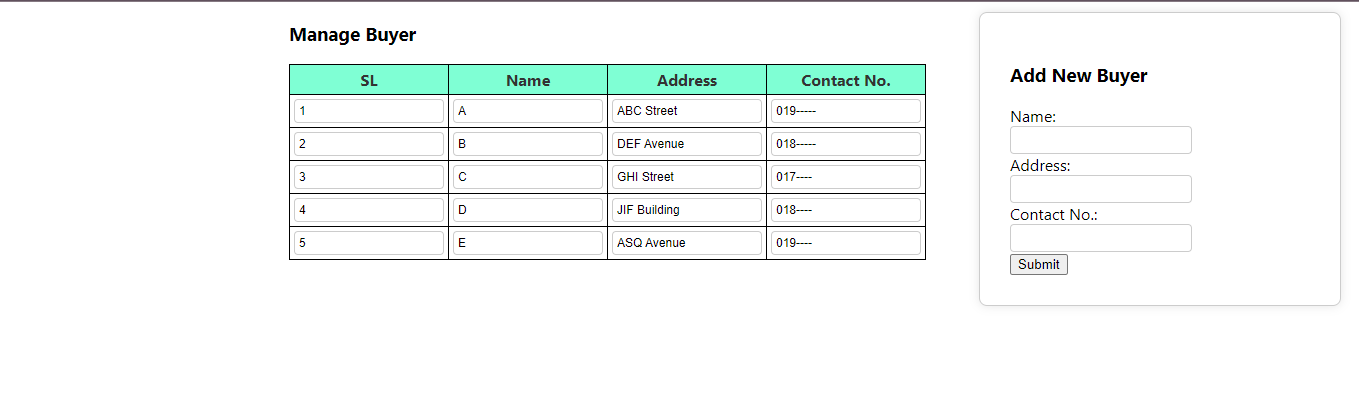 Manage Buyer
SL Name Address Contact No.
1 A ABC Street 019-----
2 B DEF Avenue 018-----
3 C GHI Street 017----
4 D JIF Building 018----
5 E ASQ Avenue 019----
Add New Buyer
Name:
Address:
Contact No.:
Submit